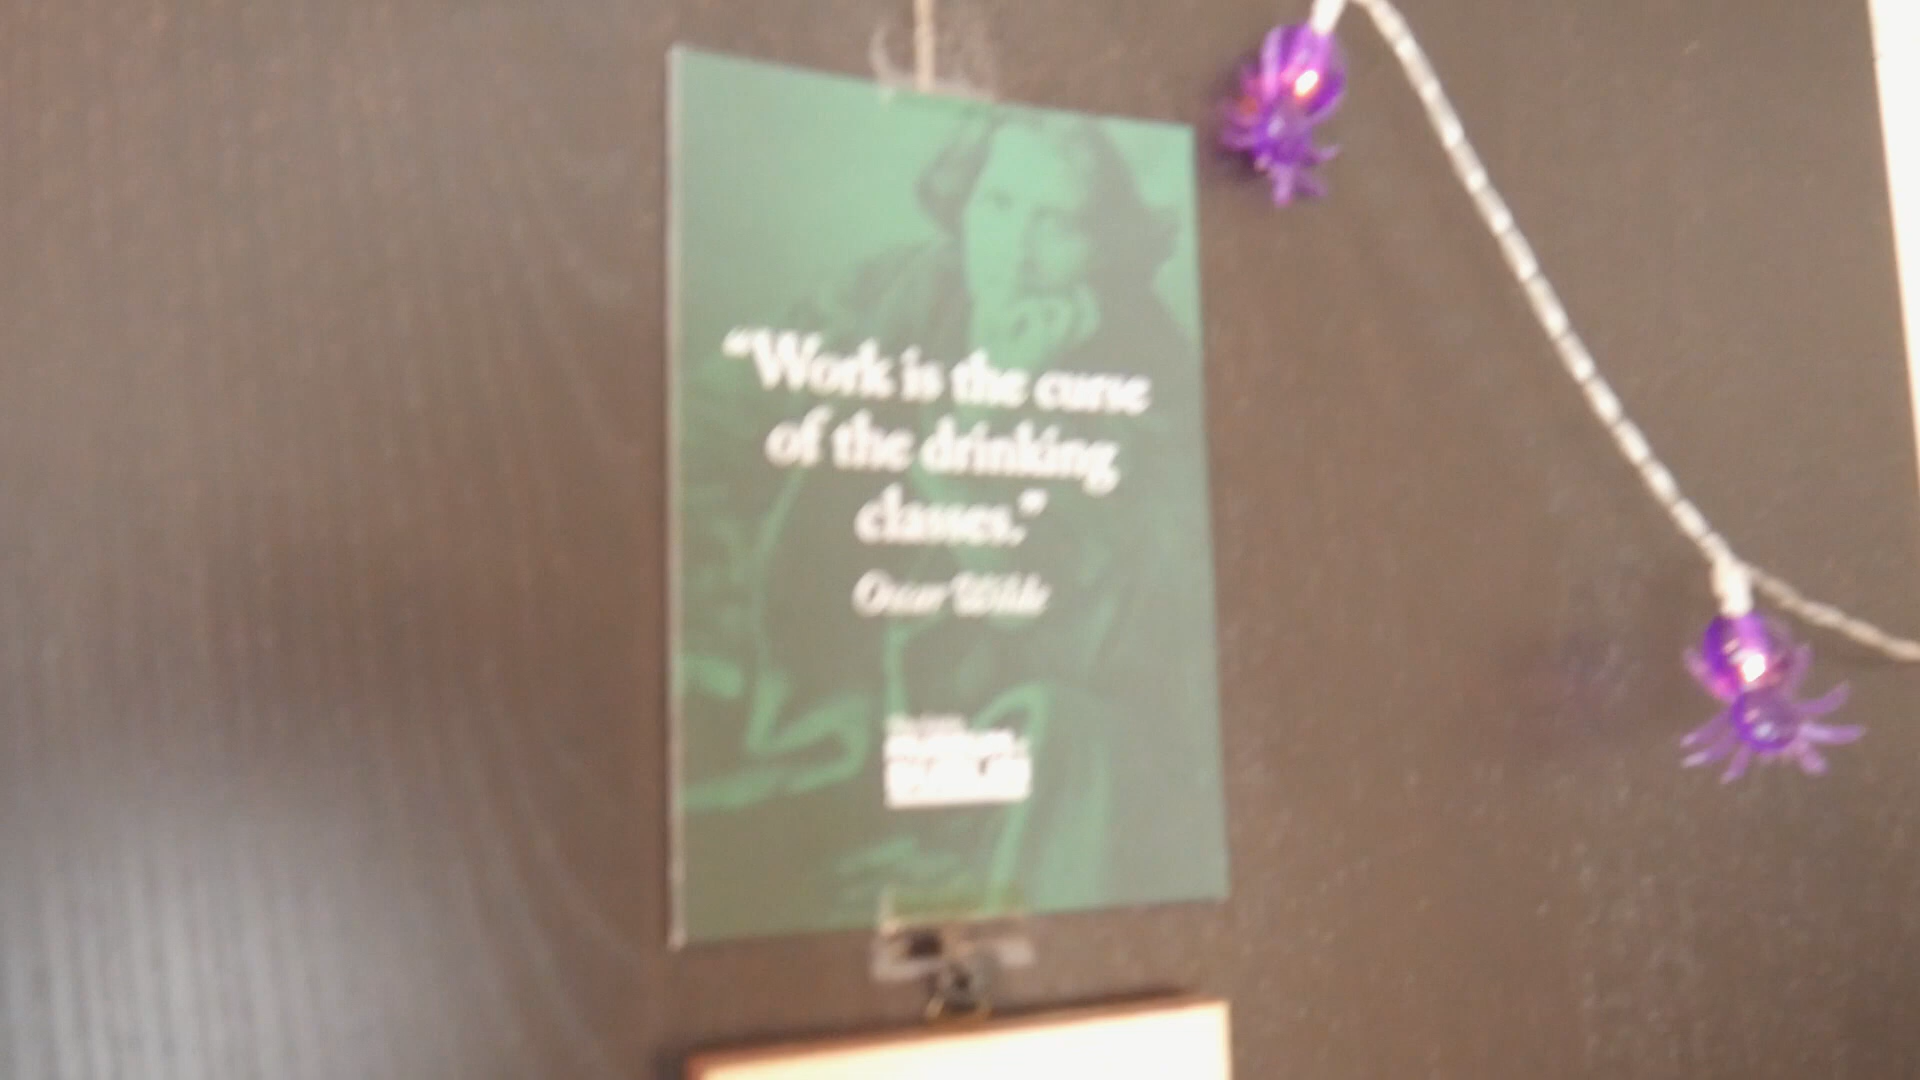 “Work is the curse
of the drinking
classes.”
Oscar Wilde